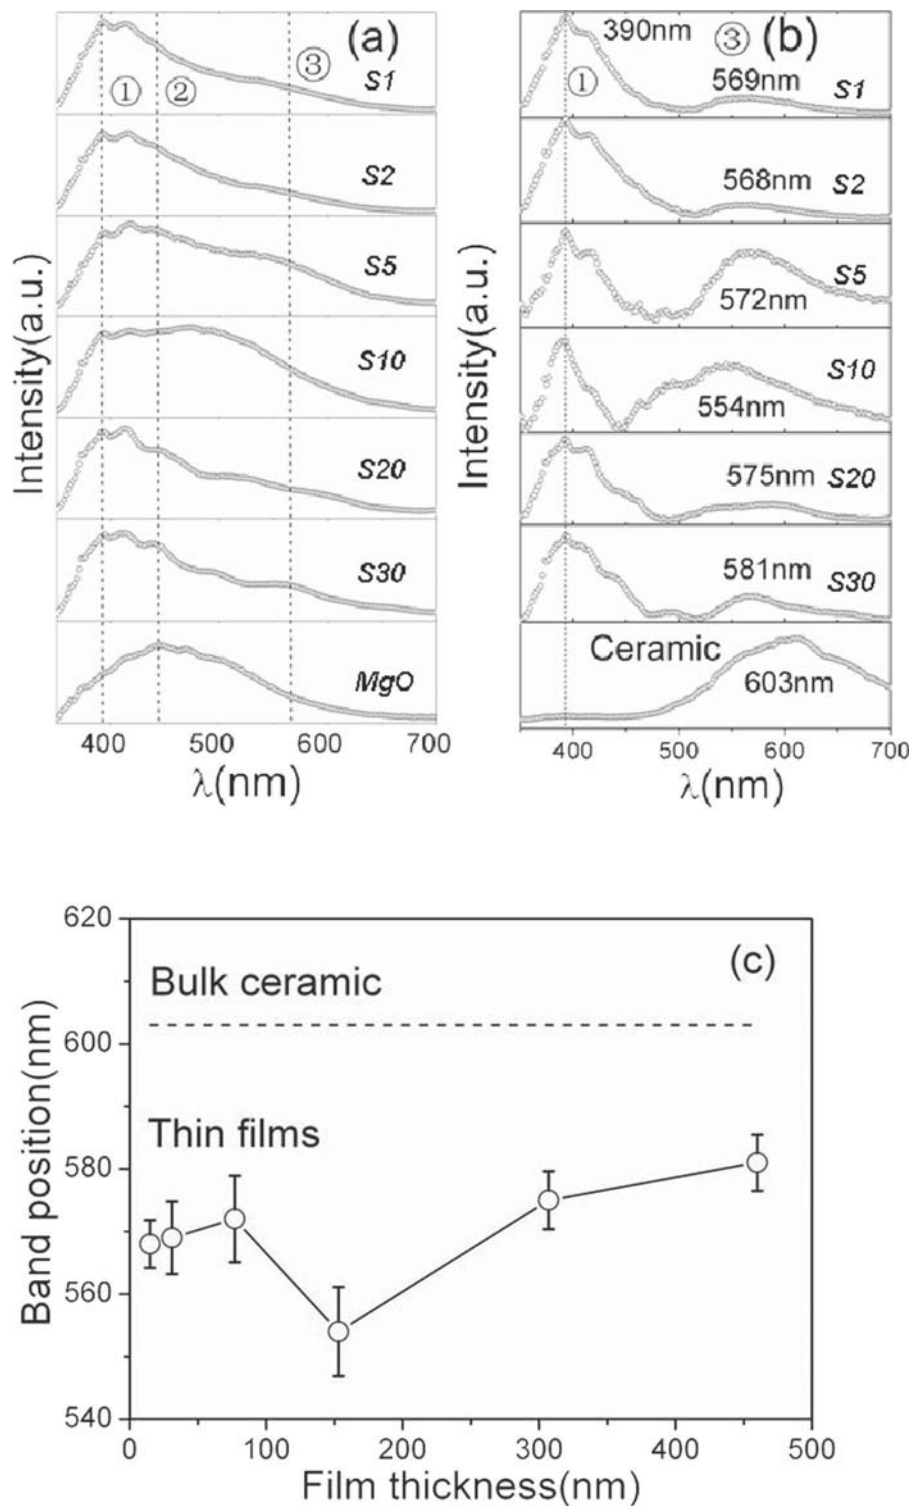 (a)
①
②
③
S1
S2
S5
S10
S20
S30
MgO
Intensity(a.u.)
400
500
600
700
λ(nm)
390nm
③
(b)
①
569nm
S1
568nm
S2
S5
572nm
S10
554nm
575nm
S20
581nm
S30
Ceramic
603nm
Intensity(a.u.)
400
500
600
700
λ(nm)
(c)
620
600
580
560
540
Band position(nm)
Bulk ceramic
Thin films
0
100
200
300
400
500
Film thickness(nm)